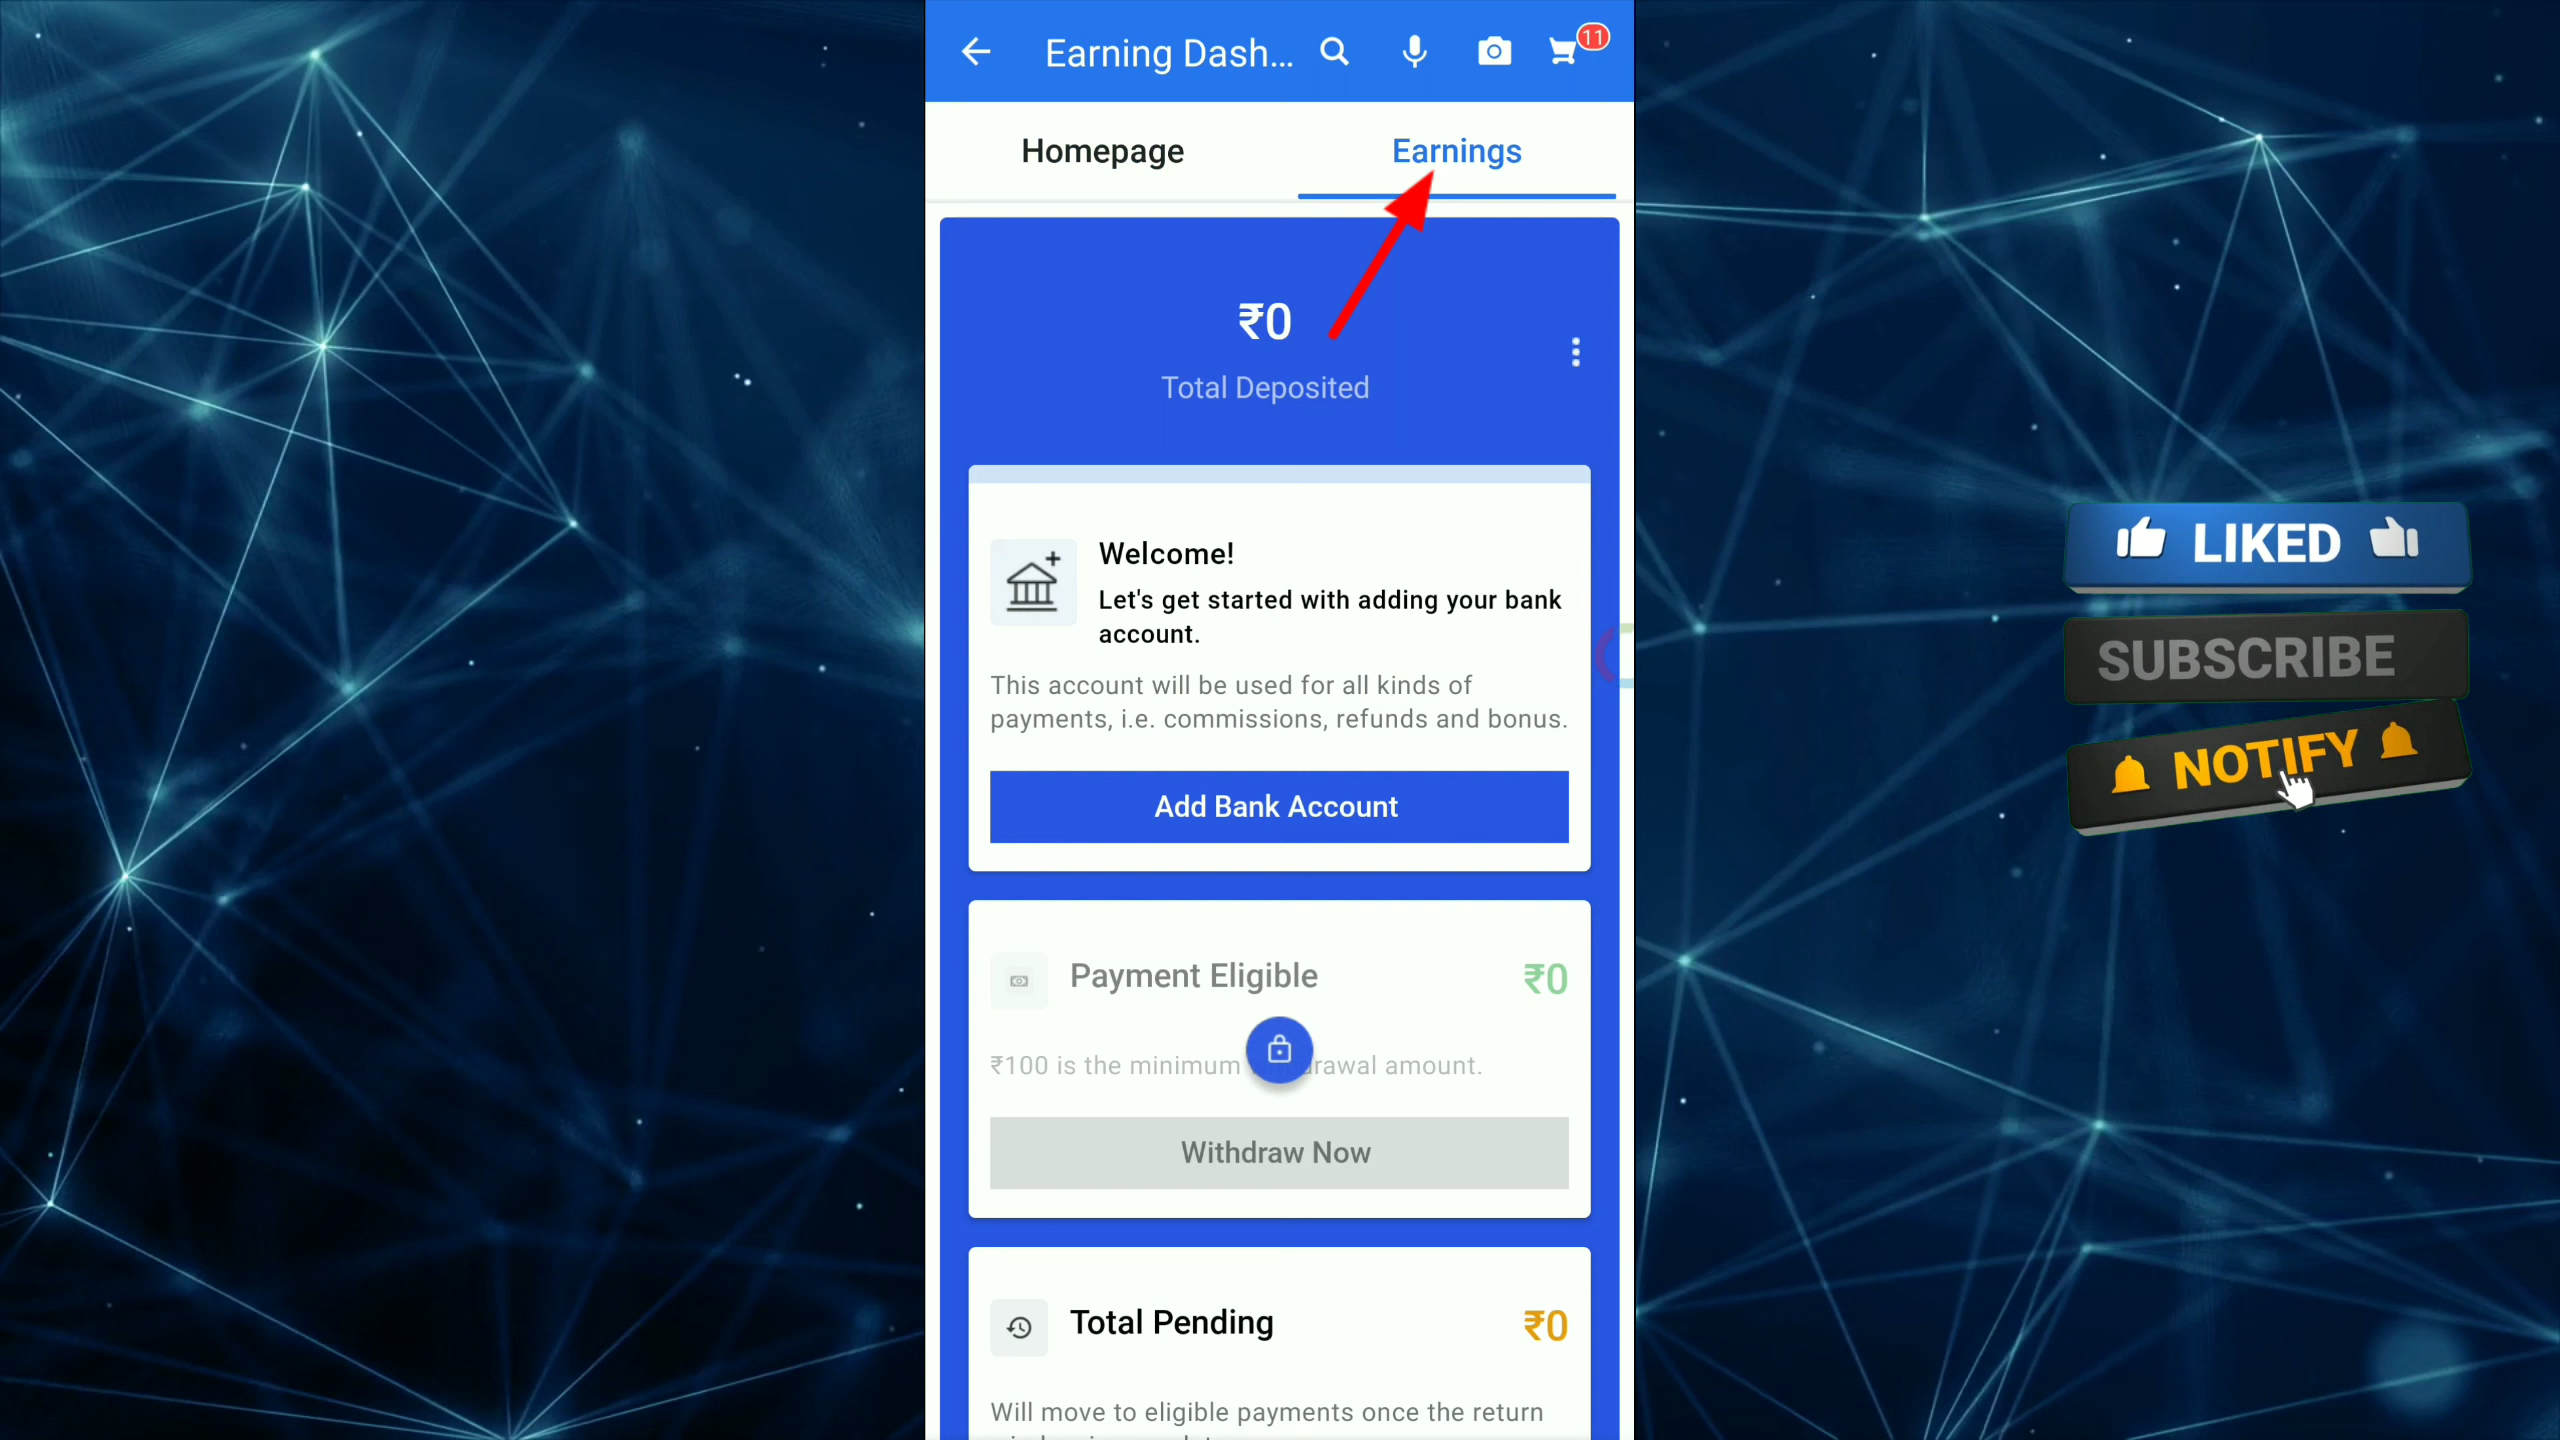 Earning Dash...
11
Homepage
Earnings
₹0
Total Deposited
Welcome!
Let's get started with adding your bank
account.
This account will be used for all kinds of
payments, i.e. commissions, refunds and bonus.
Add Bank Account
Payment Eligible
₹0
₹100 is the minimum drawal amount.
Withdraw Now
Total Pending
₹0
Will move to eligible payments once the return
LIKED
SUBSCRIBE
NOTIFY